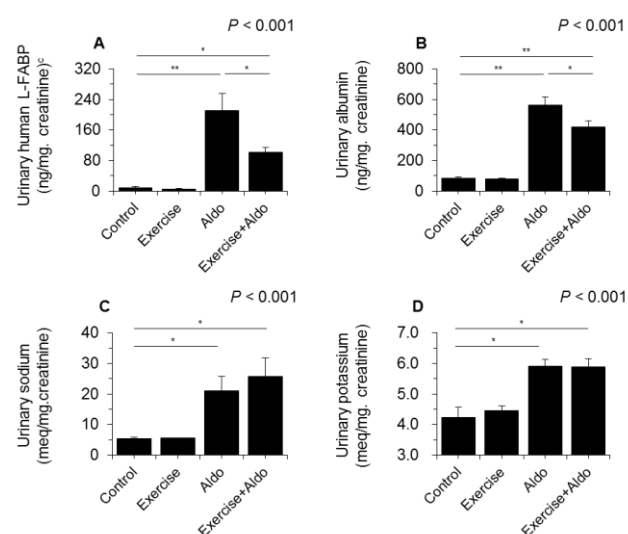 P < 0.001
A
*
**
*
Urinary human L-FABP
(ng/mg. creatinine)ᶜ
320
240
160
80
0
Control
Exercise
Aldo
Exercise+Aldo
P < 0.001
B
**
**
*
Urinary albumin
(ng/mg. creatinine)
800
600
400
200
0
Control
Exercise
Aldo
Exercise+Aldo
P < 0.001
C
*
*
Urinary sodium
(meq/mg.creatinine)
40
30
20
10
0
Control
Exercise
Aldo
Exercise+Aldo
P < 0.001
D
*
*
Urinary potassium
(meq/mg. creatinine)
7.0
6.0
5.0
4.0
3.0
Control
Exercise
Aldo
Exercise+Aldo